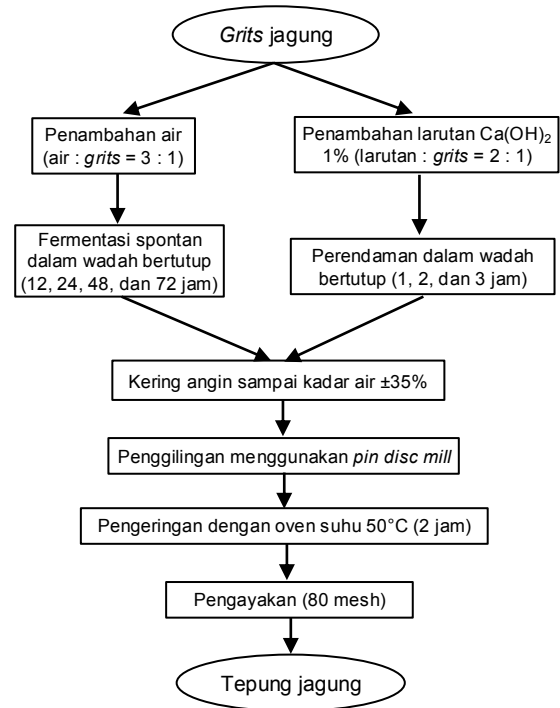 Grits jagung
Penambahan air
(air : grits = 3 : 1)
Penambahan larutan Ca(OH)₂
1% (larutan : grits = 2 : 1)
Fermentasi spontan
dalam wadah bertutup
(12, 24, 48, dan 72 jam)
Perendaman dalam wadah
bertutup (1, 2, dan 3 jam)
Kering angin sampai kadar air ±35%
Penggilingan menggunakan pin disc mill
Pengeringan dengan oven suhu 50°C (2 jam)
Pengayakan (80 mesh)
Tepung jagung